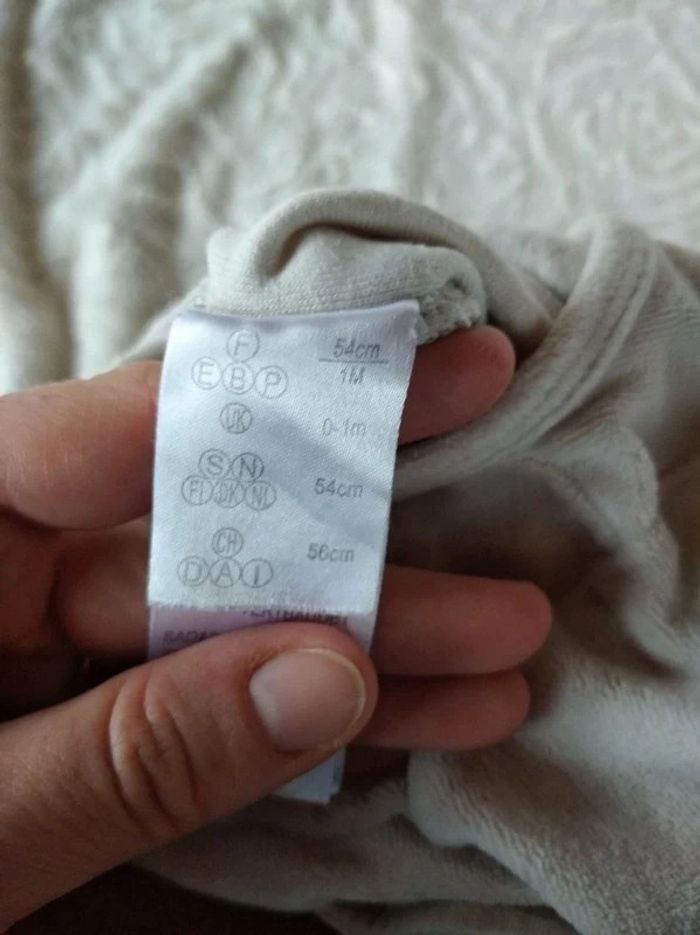 F 54cm
E B P 1M
UK 0-1m
S N
FI DK NL 54cm
CH
D A I 56cm